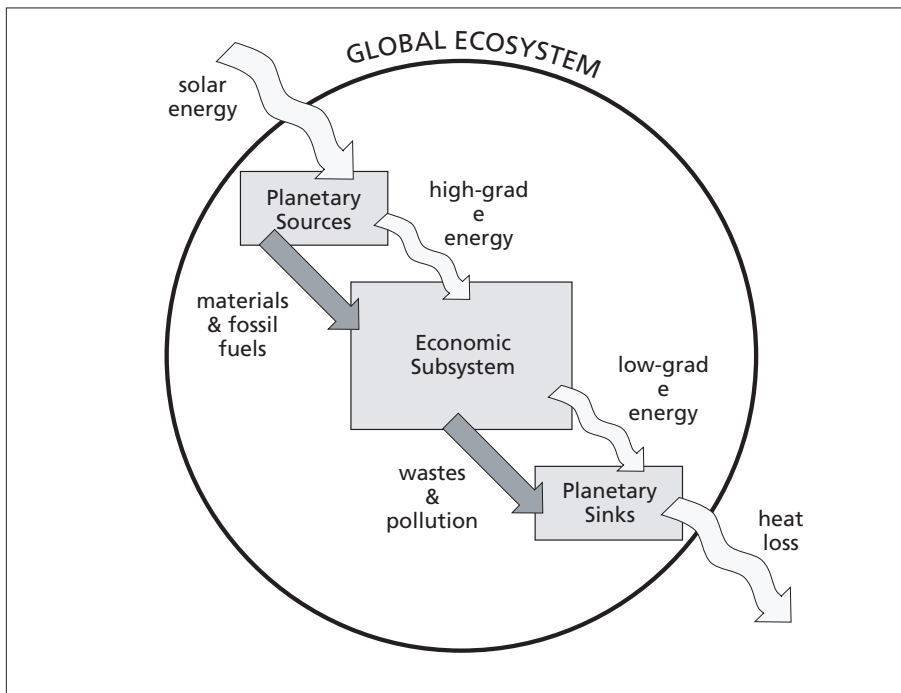 GLOBAL ECOSYSTEM
solar
energy
Planetary
Sources
high-grad
e
energy
materials
& fossil
fuels
Economic
Subsystem
low-grad
e
energy
wastes
&
pollution
Planetary
Sinks
heat
loss